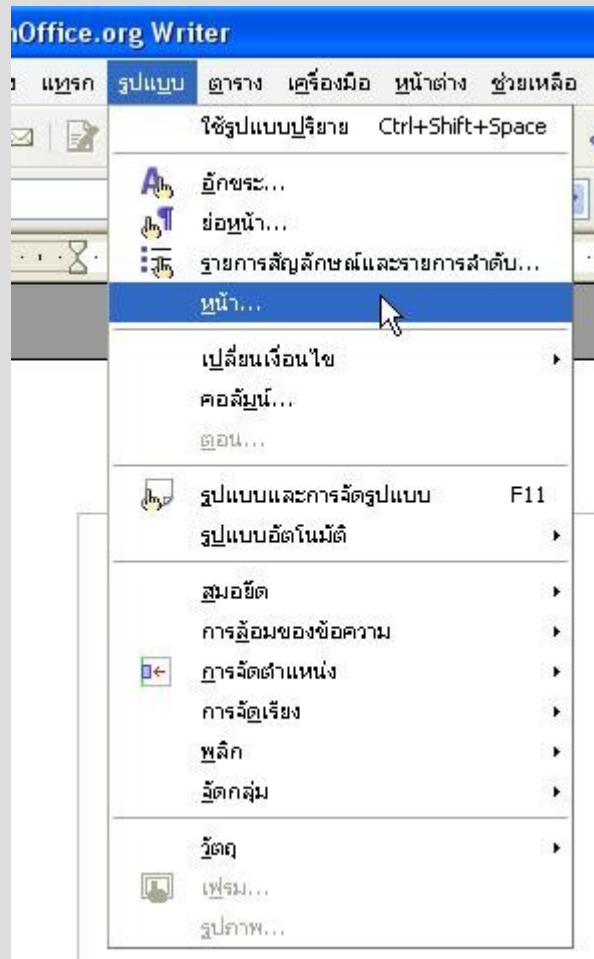 nOffice.org Writer
แทรก รูปแบบ ตาราง เครื่องมือ หน้าต่าง ช่วยเหลือ
ใช้รูปแบบปริยาย Ctrl+Shift+Space
อักขระ...
ย่อหน้า...
รายการสัญลักษณ์และรายการลำดับ...
หน้า...
เปลี่ยนเงื่อนไข
คอลัมน์...
ตอน...
รูปแบบและการจัดรูปแบบ F11
รูปแบบอัตโนมัติ
สมอยึด
การล้อมของข้อความ
การจัดตำแหน่ง
การจัดเรียง
พลิก
จัดกลุ่ม
วัตถุ
เฟรม...
รูปภาพ...